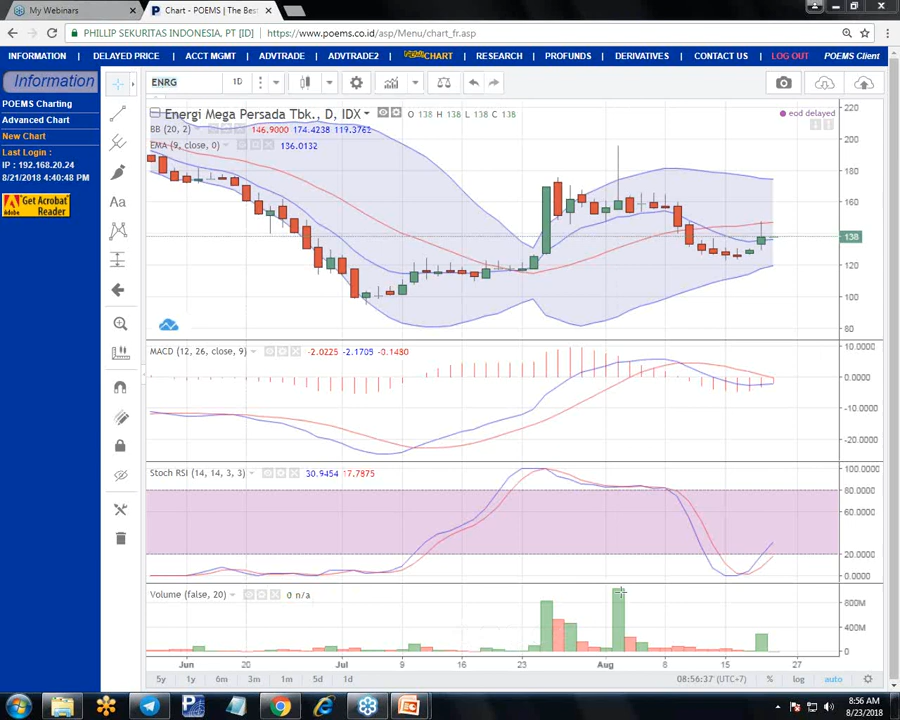 My Webinars
Chart - POEMS | The Bes
PHILLIP SEKURITAS INDONESIA, PT [ID]
https://www.poems.co.id/asp/Menu/chart_fr.asp
INFORMATION DELAYED PRICE ACCT MGMT ADVTRADE ADVTRADE2 CHART RESEARCH PROFUNDS DERIVATIVES CONTACT US LOG OUT POEMS Client
Information
POEMS Charting
Advanced Chart
New Chart
Last Login :
IP : 192.168.20.24
8/21/2018 4:40:48 PM
Get Acrobat
Reader
Adobe
ENRG 1D
Energi Mega Persada Tbk., D, IDX O 138 H 138 L 138 C 138
eod delayed
BB (20, 2) 146.9000 174.4238 119.3762
EMA (9, close, 0) 136.0132
220
200
180
160
138
120
100
80
MACD (12, 26, close, 9) -2.0225 -2.1705 -0.1480
10.0000
0.0000
-10.0000
-20.0000
Stoch RSI (14, 14, 3, 3) 30.9454 17.7875
100.0000
80.0000
60.0000
20.0000
0.0000
Volume (false, 20) 0 n/a
800M
400M
0
Jun 20 Jul 9 16 23 Aug 8 15 27
5y 1y 6m 3m 1m 5d 1d
08:56:37 (UTC+7) % log auto
8:56 AM
8/23/2018